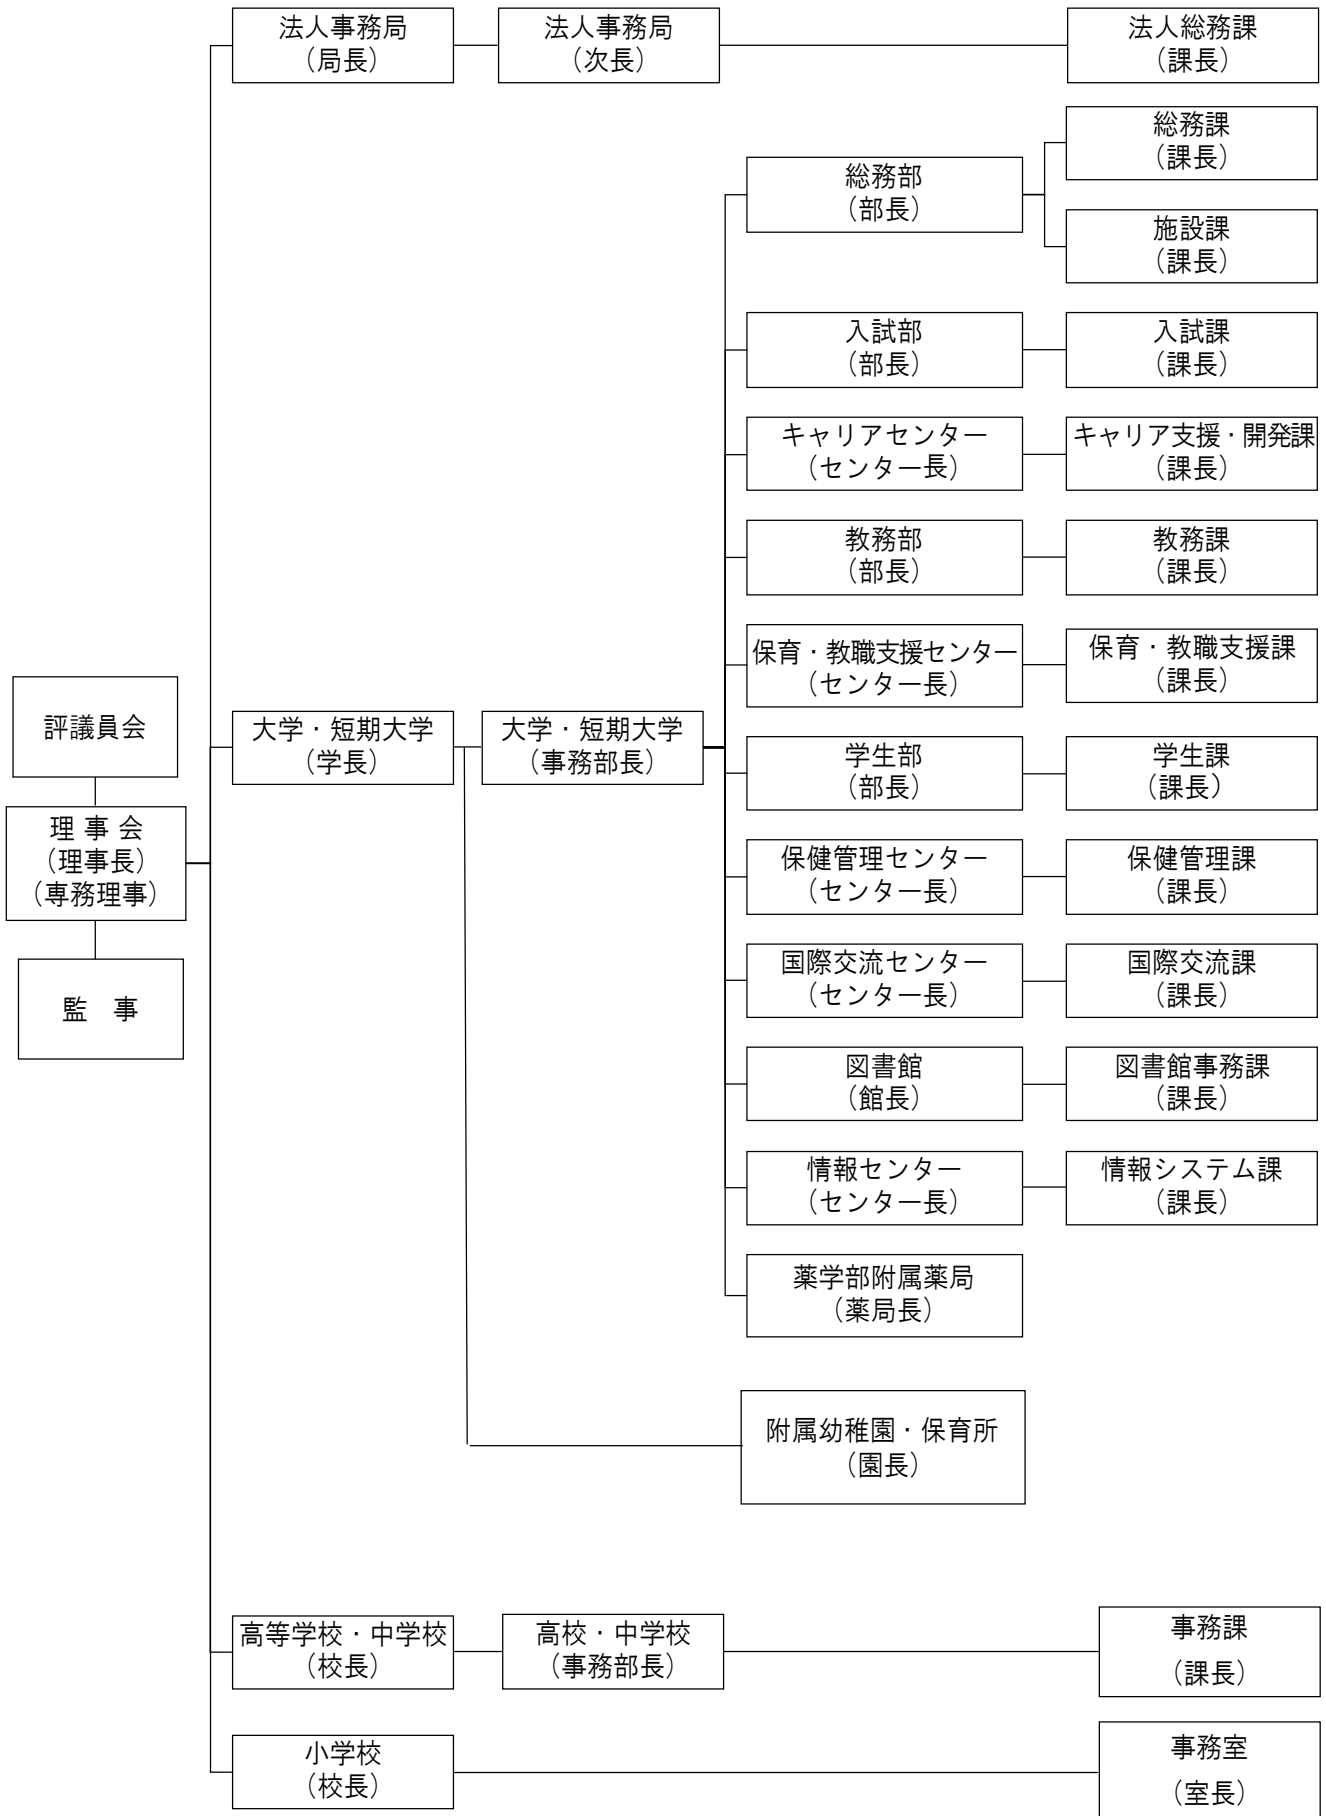 法人事務局
（局長）
法人事務局
（次長）
法人総務課
（課長）
総務部
（部長）
総務課
（課長）
施設課
（課長）
入試部
（部長）
入試課
（課長）
キャリアセンター
（センター長）
キャリア支援・開発課
（課長）
教務部
（部長）
教務課
（課長）
保育・教職支援センター
（センター長）
保育・教職支援課
（課長）
評議員会
理 事 会
（理事長）
（専務理事）
監　事
大学・短期大学
（学長）
大学・短期大学
（事務部長）
学生部
（部長）
学生課
（課長）
保健管理センター
（センター長）
保健管理課
（課長）
国際交流センター
（センター長）
国際交流課
（課長）
図書館
（館長）
図書館事務課
（課長）
情報センター
（センター長）
情報システム課
（課長）
薬学部附属薬局
（薬局長）
附属幼稚園・保育所
（園長）
高等学校・中学校
（校長）
高校・中学校
（事務部長）
事務課
（課長）
小学校
（校長）
事務室
（室長）